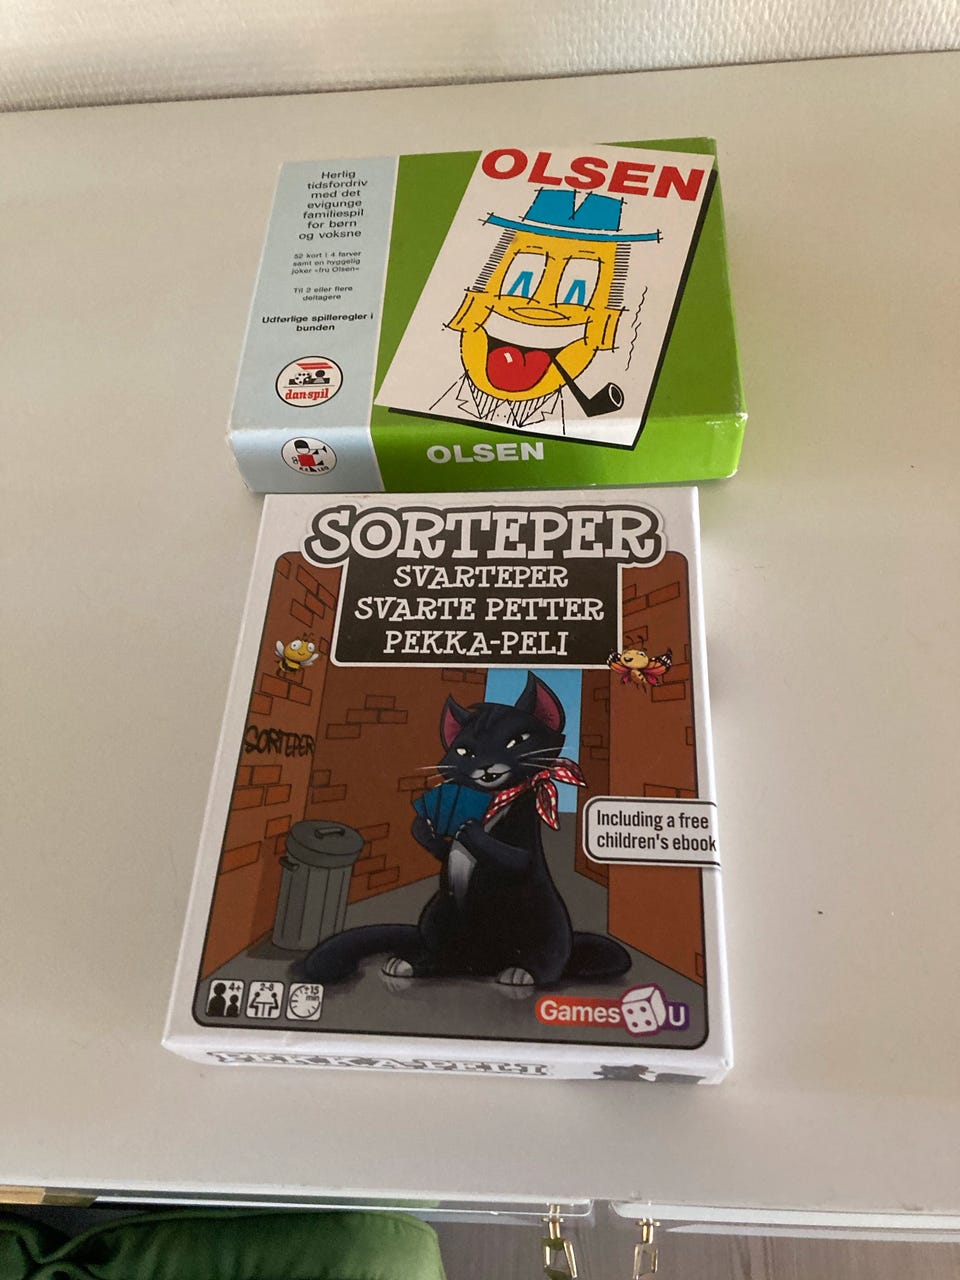 OLSEN
Herlig
tidsfordriv
med det
evigunge
familiespil
for børn
og voksne
52 kort i 4 farver
samt en hyggelig
joker »fru Olsen«
Til 2 eller flere
deltagere
Udførlige spilleregler i
bunden
dan-spil
OLSEN
SORTEPER
SVARTEPER
SVARTE PETTER
PEKKA-PELI
SORTEPER
Including a free
children's ebook
4+
2-8
±15
min
Games U
PEKKA-PELI